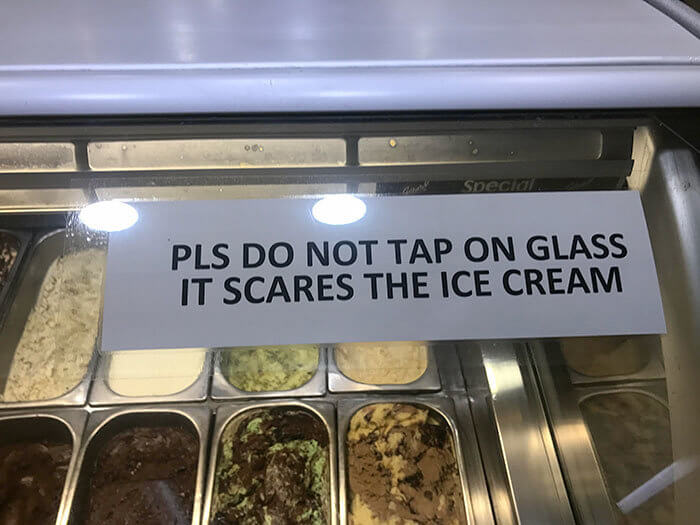 Special
PLS DO NOT TAP ON GLASS
IT SCARES THE ICE CREAM